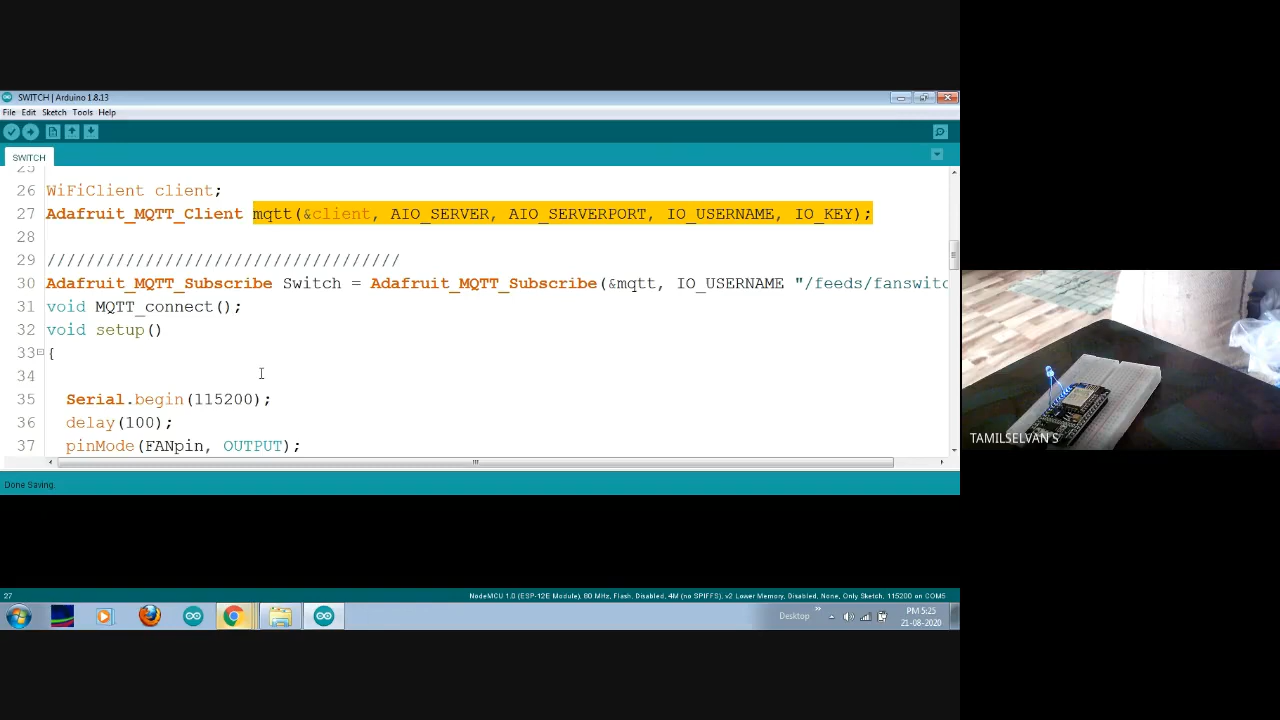 SWITCH | Arduino 1.8.13
File Edit Sketch Tools Help
SWITCH
25
26 WiFiClient client;
27 Adafruit_MQTT_Client mqtt(&client, AIO_SERVER, AIO_SERVERPORT, IO_USERNAME, IO_KEY);
28
29 ////////////////////////////////////
30 Adafruit_MQTT_Subscribe Switch = Adafruit_MQTT_Subscribe(&mqtt, IO_USERNAME "/feeds/fanswitc
31 void MQTT_connect();
32 void setup()
33 {
34
35 Serial.begin(115200);
36 delay(100);
37 pinMode(FANpin, OUTPUT);
Done Saving.
27 NodeMCU 1.0 (ESP-12E Module), 80 MHz, Flash, Disabled, 4M (no SPIFFS), v2 Lower Memory, Disabled, None, Only Sketch, 115200 on COM5
Desktop »
PM 5:25
21-08-2020
TAMILSELVAN S